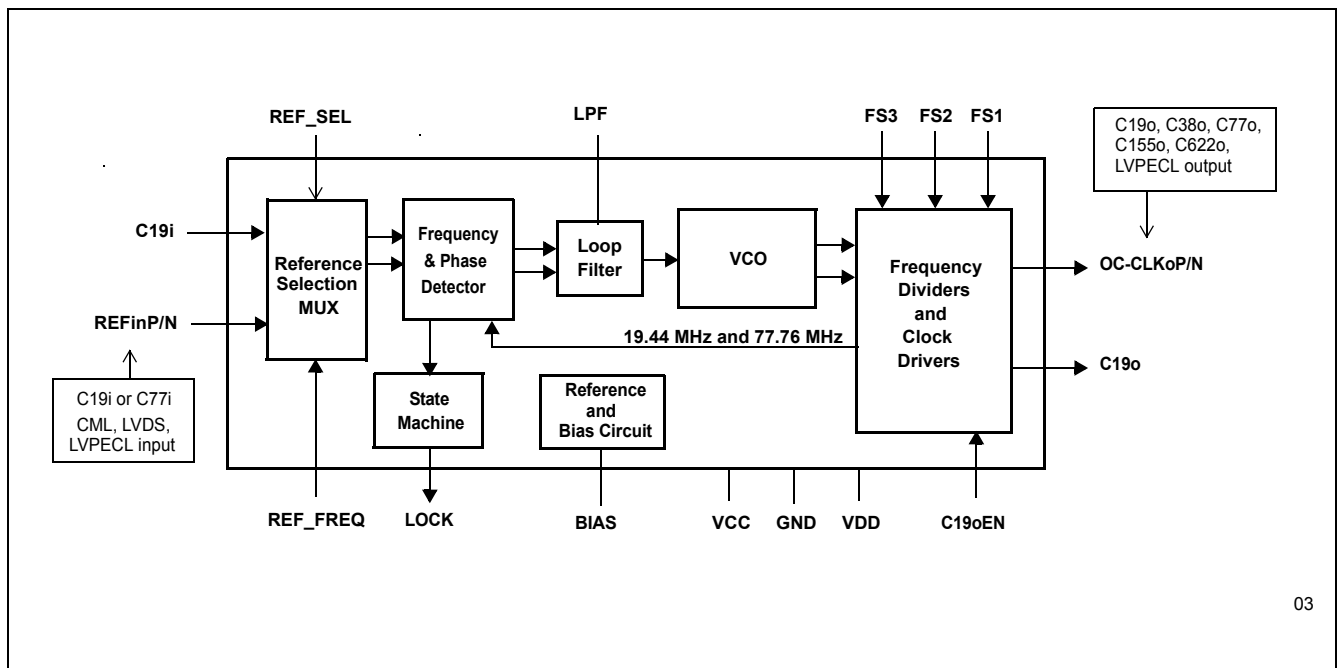 REF_SEL
LPF
FS3
FS2
FS1
C19o, C38o, C77o,
C155o, C622o,
LVPECL output
C19i
REFinP/N
C19i or C77i
CML, LVDS,
LVPECL input
Reference
Selection
MUX
Frequency
& Phase
Detector
Loop
Filter
VCO
Frequency
Dividers
and
Clock
Drivers
OC-CLKoP/N
C19o
19.44 MHz and 77.76 MHz
State
Machine
Reference
and
Bias Circuit
REF_FREQ
LOCK
BIAS
VCC
GND
VDD
C19oEN
03